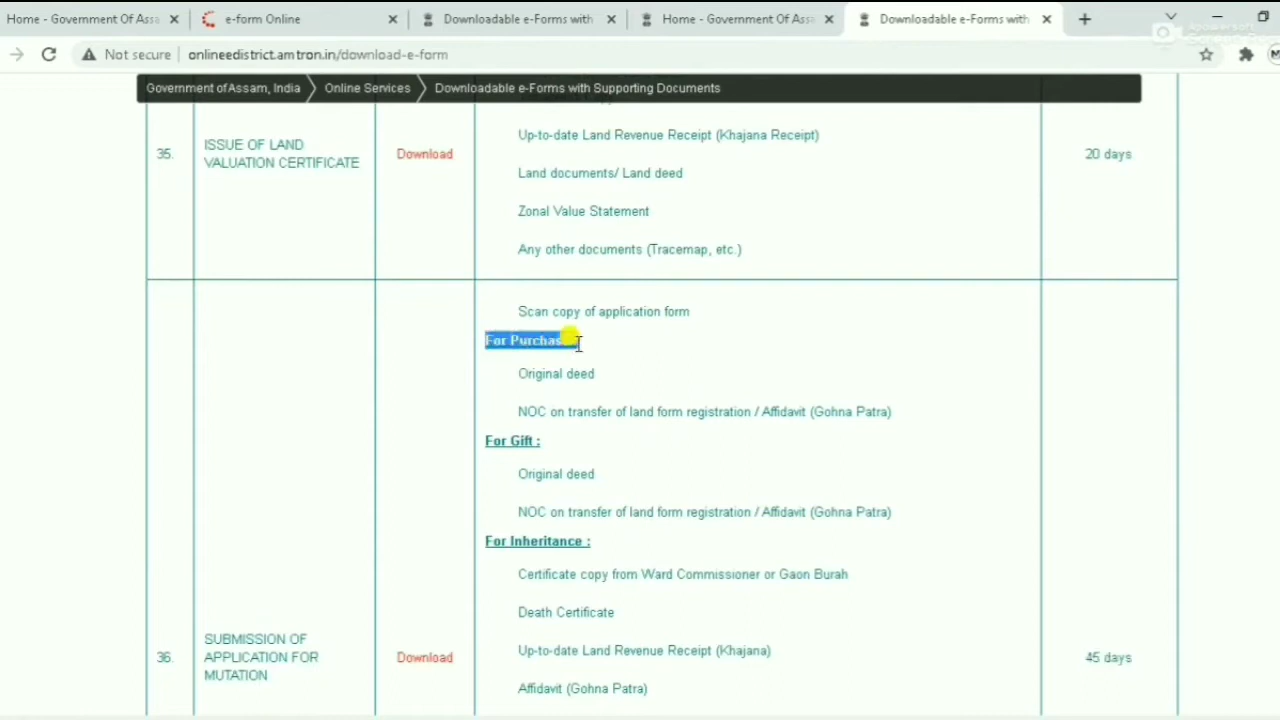 Home - Government Of Assa
e-form Online
Downloadable e-Forms with
Home - Government Of Assa
Downloadable e-Forms with
Not secure
onlineedistrict.amtron.in/download-e-form
Government of Assam, India
Online Services
Downloadable e-Forms with Supporting Documents
35.
ISSUE OF LAND
VALUATION CERTIFICATE
Download
Up-to-date Land Revenue Receipt (Khajana Receipt)
Land documents/ Land deed
Zonal Value Statement
Any other documents (Tracemap, etc.)
20 days
Scan copy of application form
For
Original deed
NOC on transfer of land form registration / Affidavit (Gohna Patra)
For Gift :
Original deed
NOC on transfer of land form registration / Affidavit (Gohna Patra)
For Inheritance :
Certificate copy from Ward Commissioner or Gaon Burah
Death Certificate
Up-to-date Land Revenue Receipt (Khajana)
Affidavit (Gohna Patra)
36.
SUBMISSION OF
APPLICATION FOR
MUTATION
Download
45 days